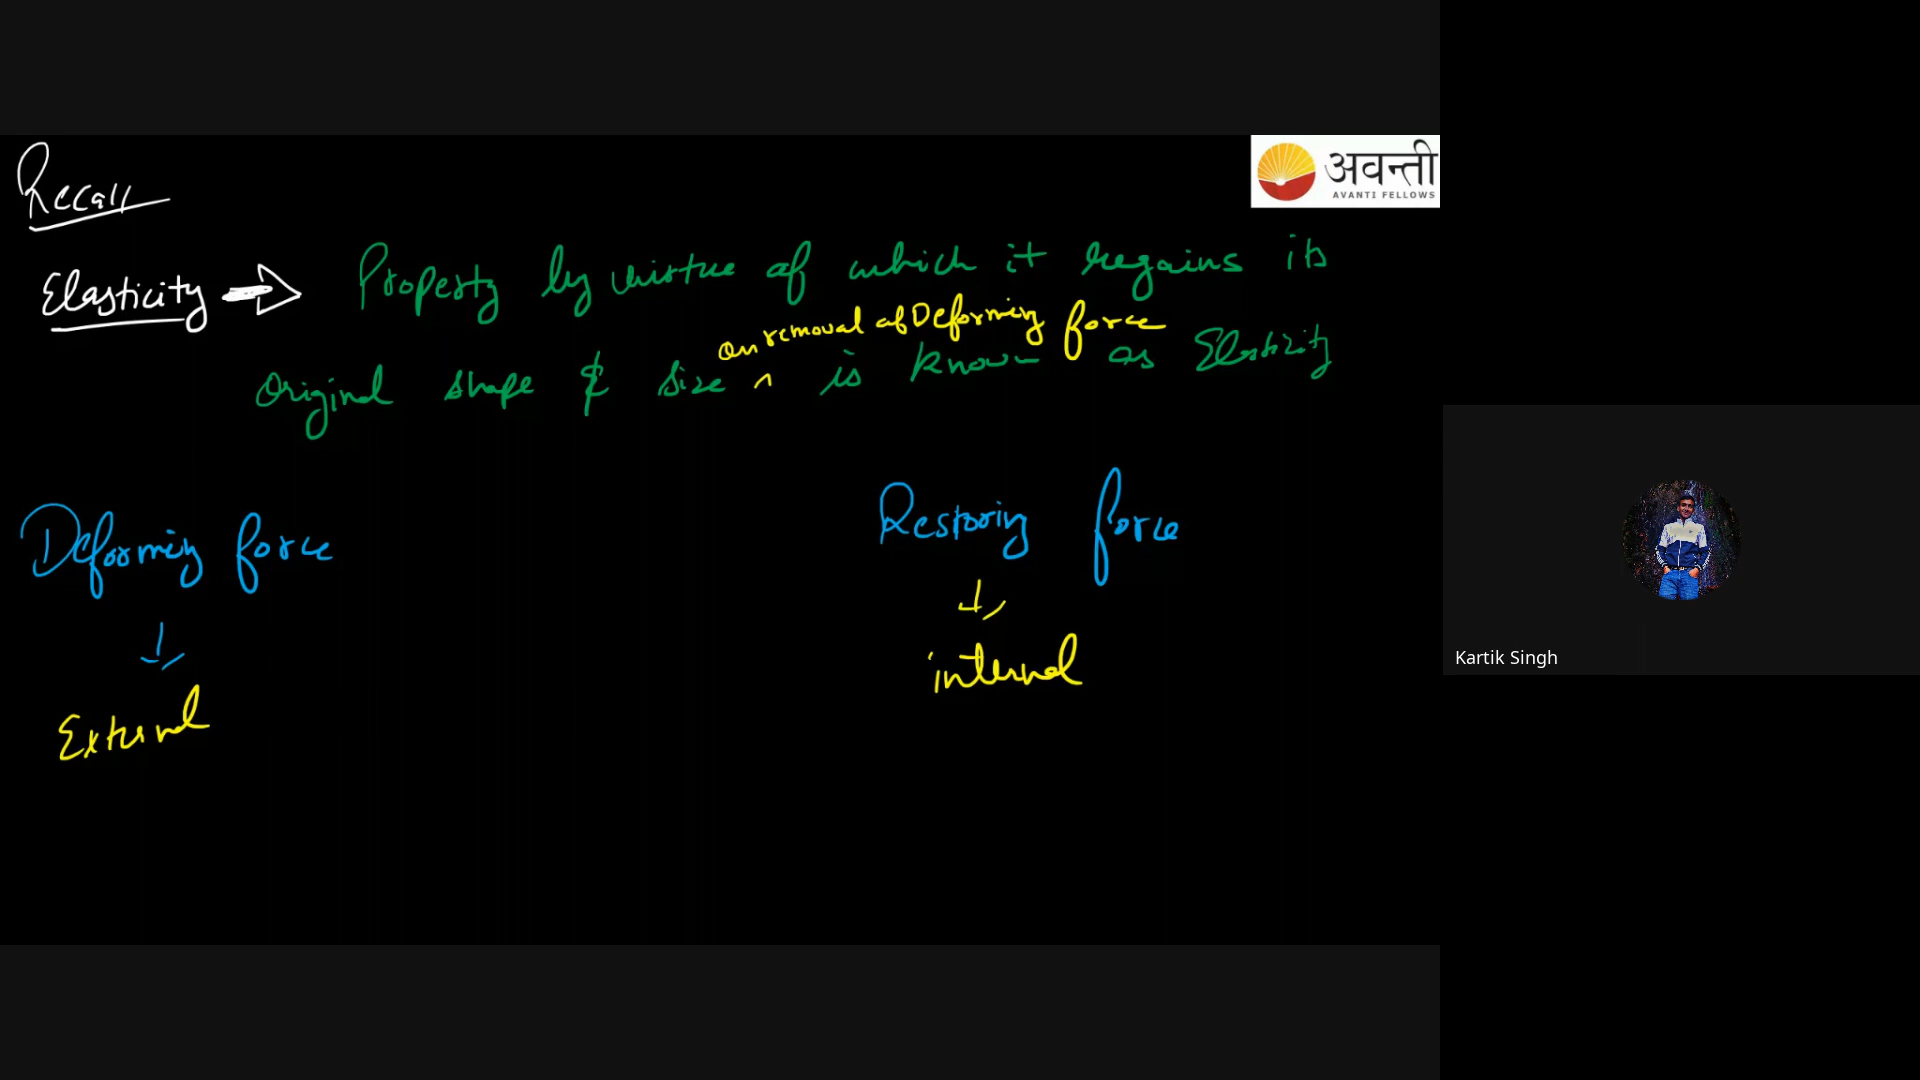 Recall
अवन्ती
AVANTI FELLOWS
Elasticity ⇒ Property by virtue of which it regains its
on removal of Deforming force
Original shape & size ^ is known as Elasticity
Deforming force
Restoring force
↓
↓
External
internal
Kartik Singh